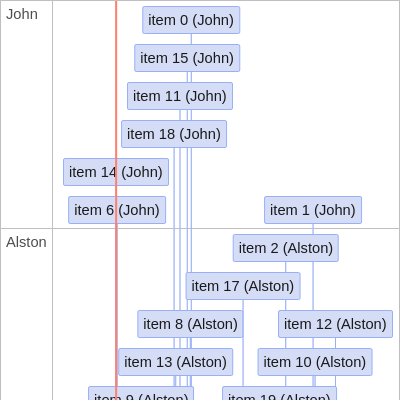 John
item 0 (John)
item 15 (John)
item 11 (John)
item 18 (John)
item 14 (John)
item 6 (John)
item 1 (John)
Alston
item 2 (Alston)
item 17 (Alston)
item 8 (Alston)
item 12 (Alston)
item 13 (Alston)
item 10 (Alston)
item 9 (Alston)
item 19 (Alston)